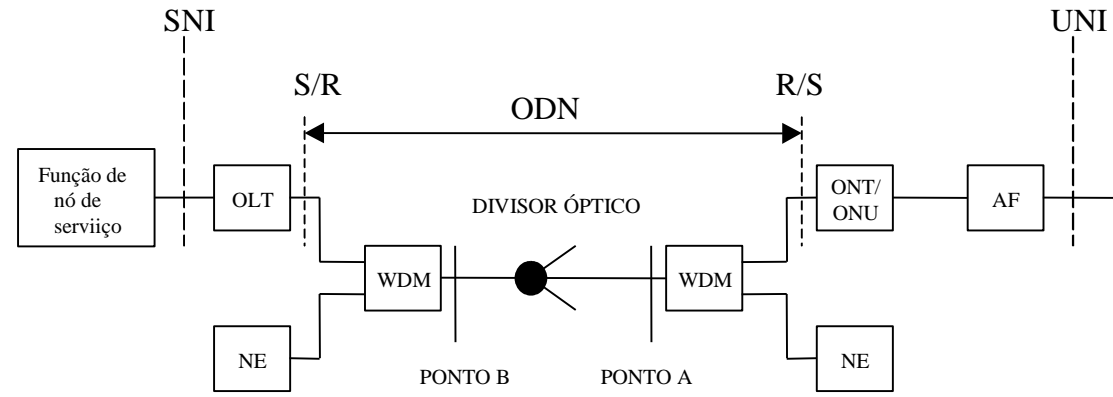 SNI
UNI
S/R
R/S
ODN
Função de
nó de
serviiço
OLT
DIVISOR ÓPTICO
ONT/
ONU
AF
WDM
WDM
NE
PONTO B
PONTO A
NE